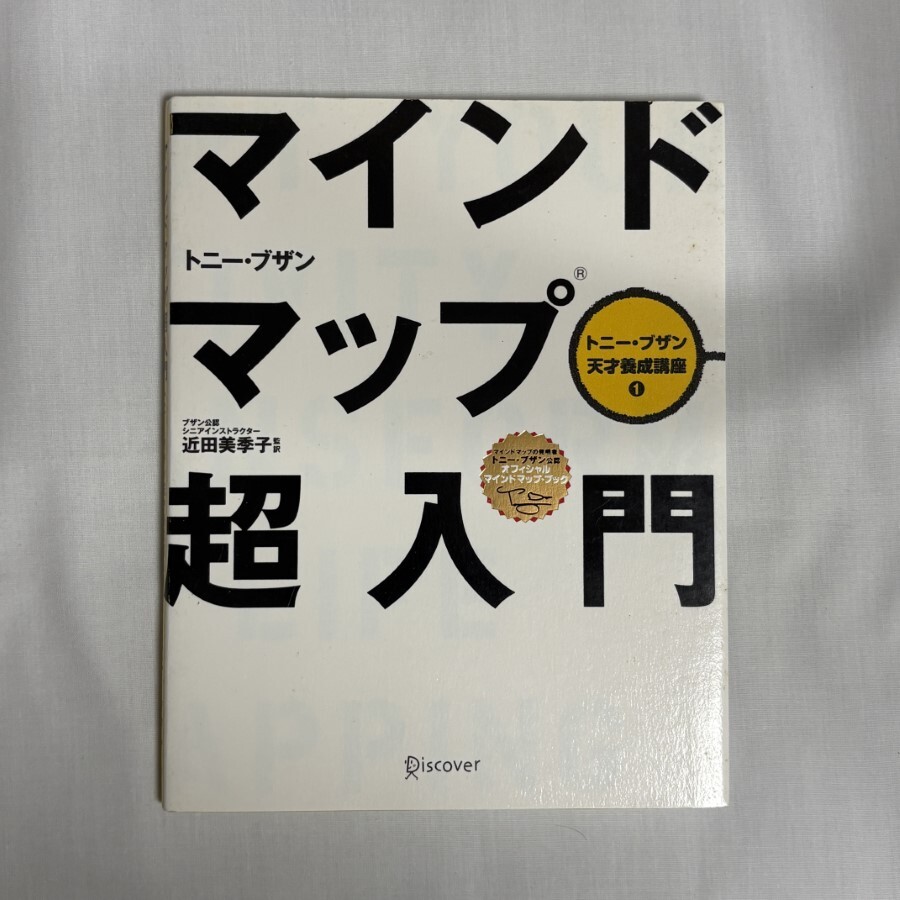 マインド
トニー・ブザン
マップ®
トニー・ブザン
天才養成講座
1
ブザン公認
シニアインストラクター
近田美季子 監訳
マインドマップの発明者
トニー・ブザン公認
オフィシャル
マインドマップ・ブック
超入門
Discover